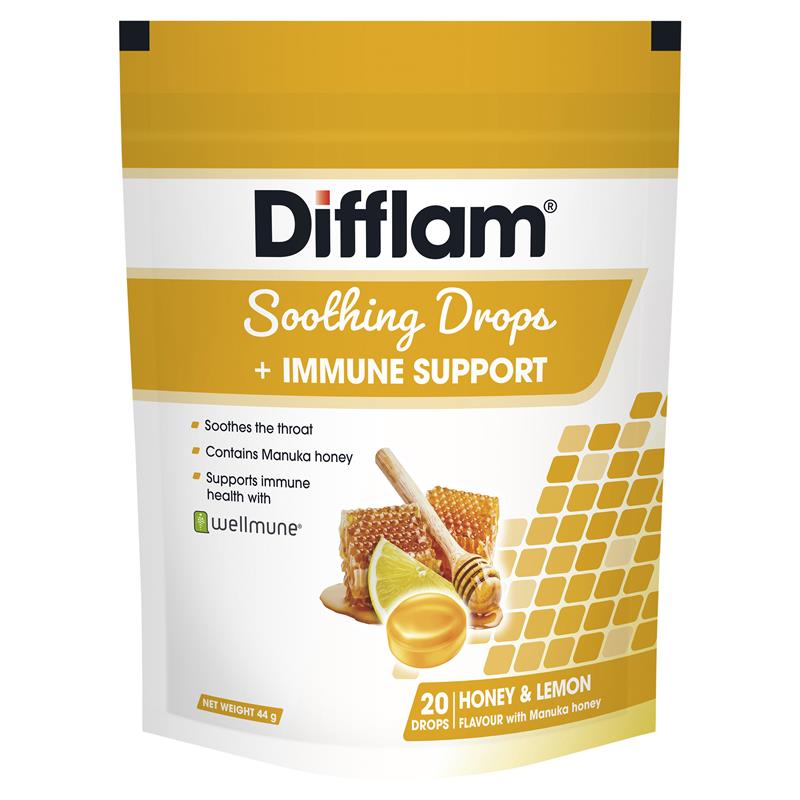 Difflam®
Soothing Drops
+ IMMUNE SUPPORT
Soothes the throat
Contains Manuka honey
Supports immune
health with
wellmune®
NET WEIGHT 44 g
20
DROPS
HONEY & LEMON
FLAVOUR with Manuka honey